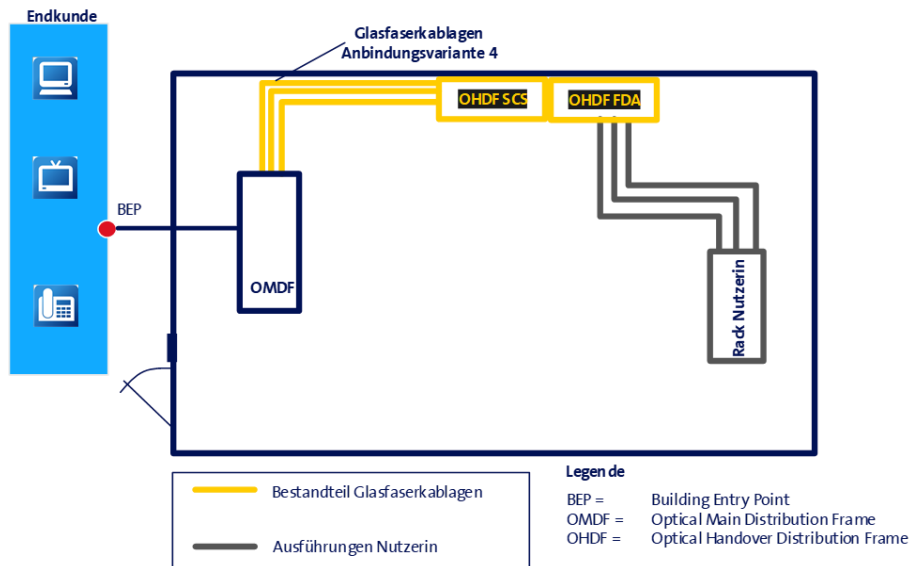 Endkunde
Glasfaserkablagen
Anbindungsvariante 4
OHDF SCS
OHDF FDA
BEP
OMDF
Rack Nutzerin
Bestandteil Glasfaserkablagen
Ausführungen Nutzerin
Legende
BEP = Building Entry Point
OMDF = Optical Main Distribution Frame
OHDF = Optical Handover Distribution Frame